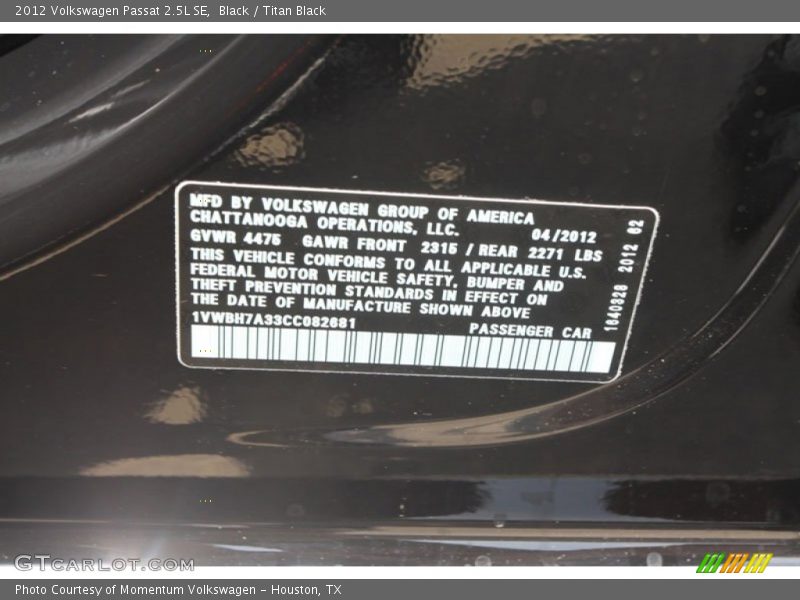 2012 Volkswagen Passat 2.5L SE,  Black / Titan Black
MFD BY VOLKSWAGEN GROUP OF AMERICA
CHATTANOOGA OPERATIONS, LLC.
04/2012
GVWR 4475 GAWR FRONT 2315 / REAR 2271 LBS
THIS VEHICLE CONFORMS TO ALL APPLICABLE U.S.
FEDERAL MOTOR VEHICLE SAFETY, BUMPER AND
THEFT PREVENTION STANDARDS IN EFFECT ON
THE DATE OF MANUFACTURE SHOWN ABOVE
1VWBH7A33CC082681
PASSENGER CAR
1640928 2012 02
GTCARLOT.COM
Photo Courtesy of Momentum Volkswagen - Houston, TX